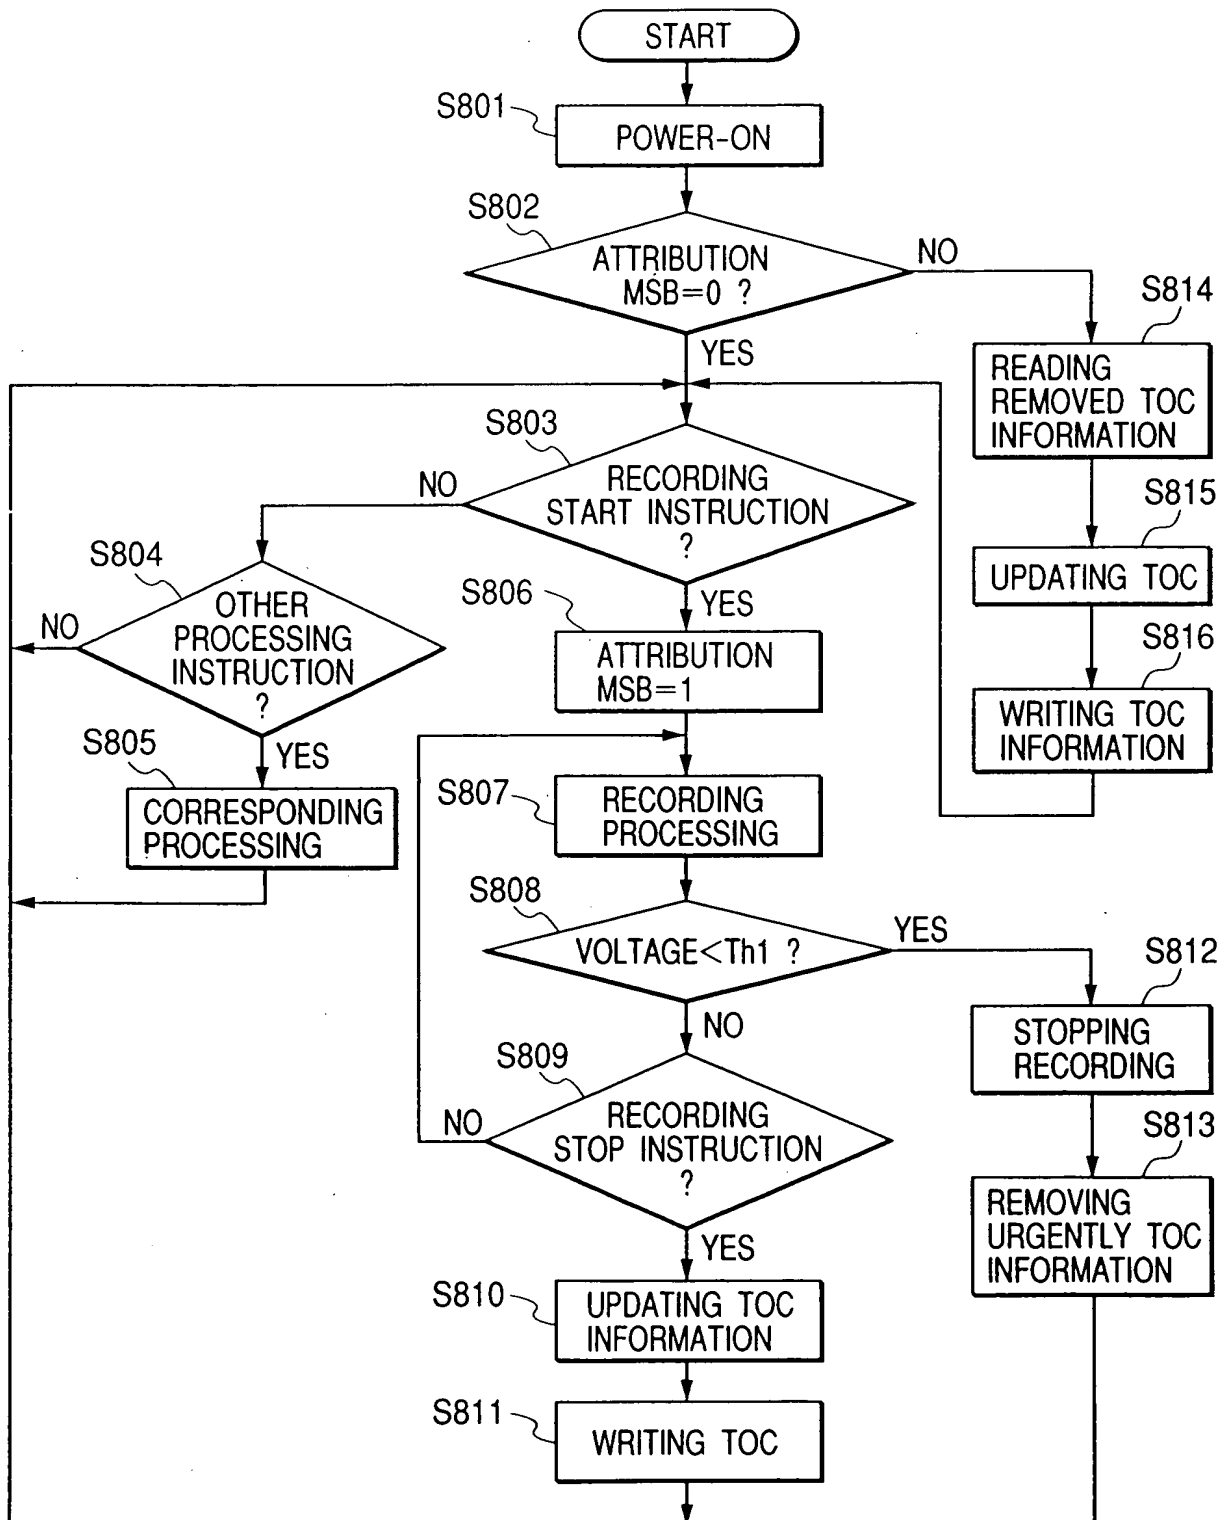 START
S801
POWER-ON
S802
ATTRIBUTION
MSB=0 ?
NO
YES
S814
READING
REMOVED TOC
INFORMATION
S803
RECORDING
START INSTRUCTION
?
NO
YES
S815
UPDATING TOC
S804
OTHER
PROCESSING
INSTRUCTION
?
NO
YES
S806
ATTRIBUTION
MSB=1
S816
WRITING TOC
INFORMATION
S805
CORRESPONDING
PROCESSING
S807
RECORDING
PROCESSING
S808
VOLTAGE<Th1 ?
YES
NO
S812
STOPPING
RECORDING
S809
RECORDING
STOP INSTRUCTION
?
NO
YES
S813
REMOVING
URGENTLY TOC
INFORMATION
S810
UPDATING TOC
INFORMATION
S811
WRITING TOC